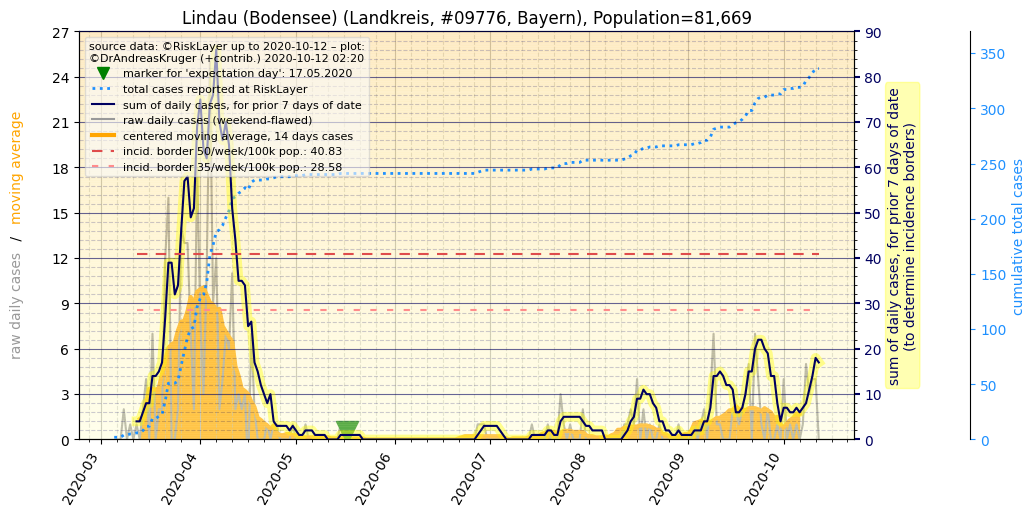 Lindau (Bodensee) (Landkreis, #09776, Bayern), Population=81,669
source data: ©RiskLayer up to 2020-10-12 – plot:
©DrAndreasKruger (+contrib.) 2020-10-12 02:20
marker for 'expectation day': 17.05.2020
total cases reported at RiskLayer
sum of daily cases, for prior 7 days of date
raw daily cases (weekend-flawed)
centered moving average, 14 days cases
incid. border 50/week/100k pop.: 40.83
incid. border 35/week/100k pop.: 28.58
raw daily cases / moving average
27
24
21
18
15
12
9
6
3
0
2020-03
2020-04
2020-05
2020-06
2020-07
2020-08
2020-09
2020-10
90
80
70
60
50
40
30
20
10
0
sum of daily cases, for prior 7 days of date
(to determine incidence borders)
350
300
250
200
150
100
50
0
cumulative total cases